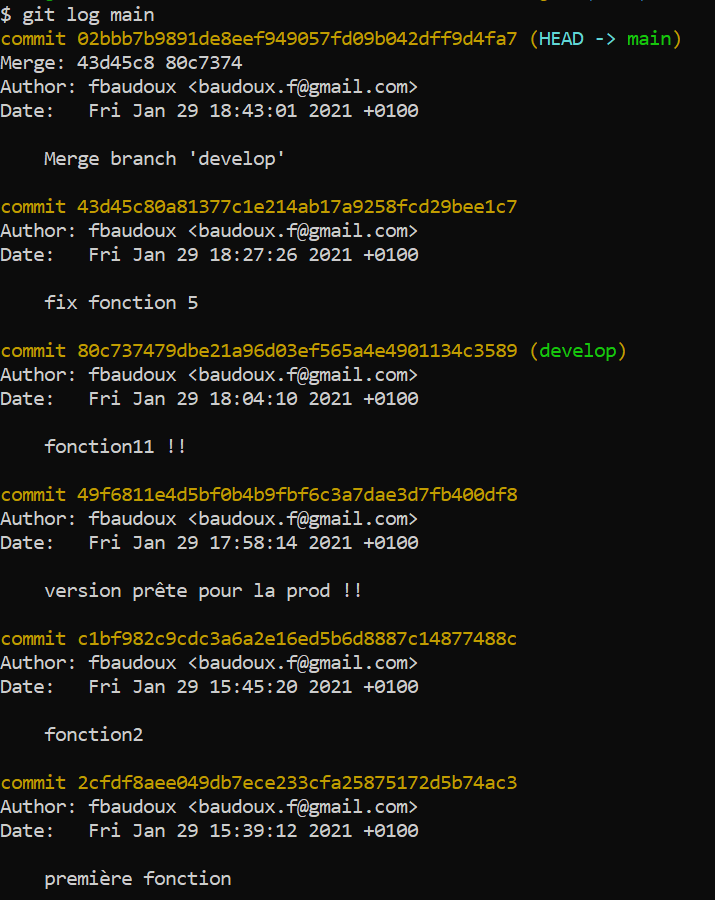 $ git log main
commit 02bbb7b9891de8eef949057fd09b042dff9d4fa7 (HEAD -> main)
Merge: 43d45c8 80c7374
Author: fbaudoux <baudoux.f@gmail.com>
Date:   Fri Jan 29 18:43:01 2021 +0100
Merge branch 'develop'
commit 43d45c80a81377c1e214ab17a9258fcd29bee1c7
Author: fbaudoux <baudoux.f@gmail.com>
Date:   Fri Jan 29 18:27:26 2021 +0100
fix fonction 5
commit 80c737479dbe21a96d03ef565a4e4901134c3589 (develop)
Author: fbaudoux <baudoux.f@gmail.com>
Date:   Fri Jan 29 18:04:10 2021 +0100
fonction11 !!
commit 49f6811e4d5bf0b4b9fbf6c3a7dae3d7fb400df8
Author: fbaudoux <baudoux.f@gmail.com>
Date:   Fri Jan 29 17:58:14 2021 +0100
version prête pour la prod !!
commit c1bf982c9cdc3a6a2e16ed5b6d8887c14877488c
Author: fbaudoux <baudoux.f@gmail.com>
Date:   Fri Jan 29 15:45:20 2021 +0100
fonction2
commit 2cfdf8aee049db7ece233cfa25875172d5b74ac3
Author: fbaudoux <baudoux.f@gmail.com>
Date:   Fri Jan 29 15:39:12 2021 +0100
première fonction